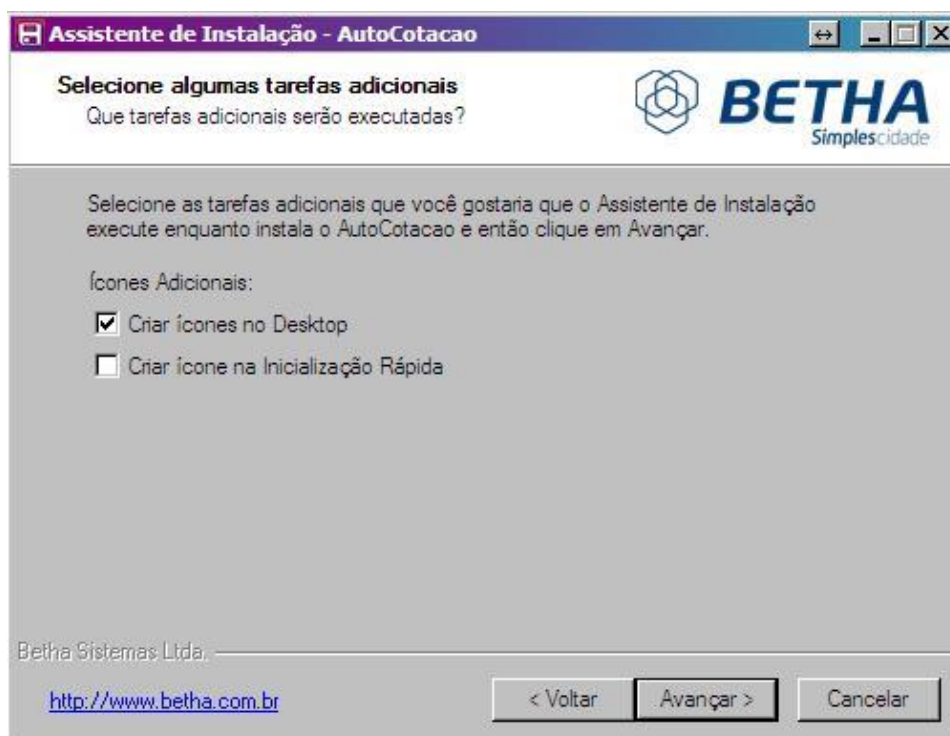 Assistente de Instalação - AutoCotacao
Selecione algumas tarefas adicionais
Que tarefas adicionais serão executadas?
BETHA
Simplescidade
Selecione as tarefas adicionais que você gostaria que o Assistente de Instalação
execute enquanto instala o AutoCotacao e então clique em Avançar.
Ícones Adicionais:
Criar ícones no Desktop
Criar ícone na Inicialização Rápida
Betha Sistemas Ltda.
http://www.betha.com.br
< Voltar
Avançar >
Cancelar